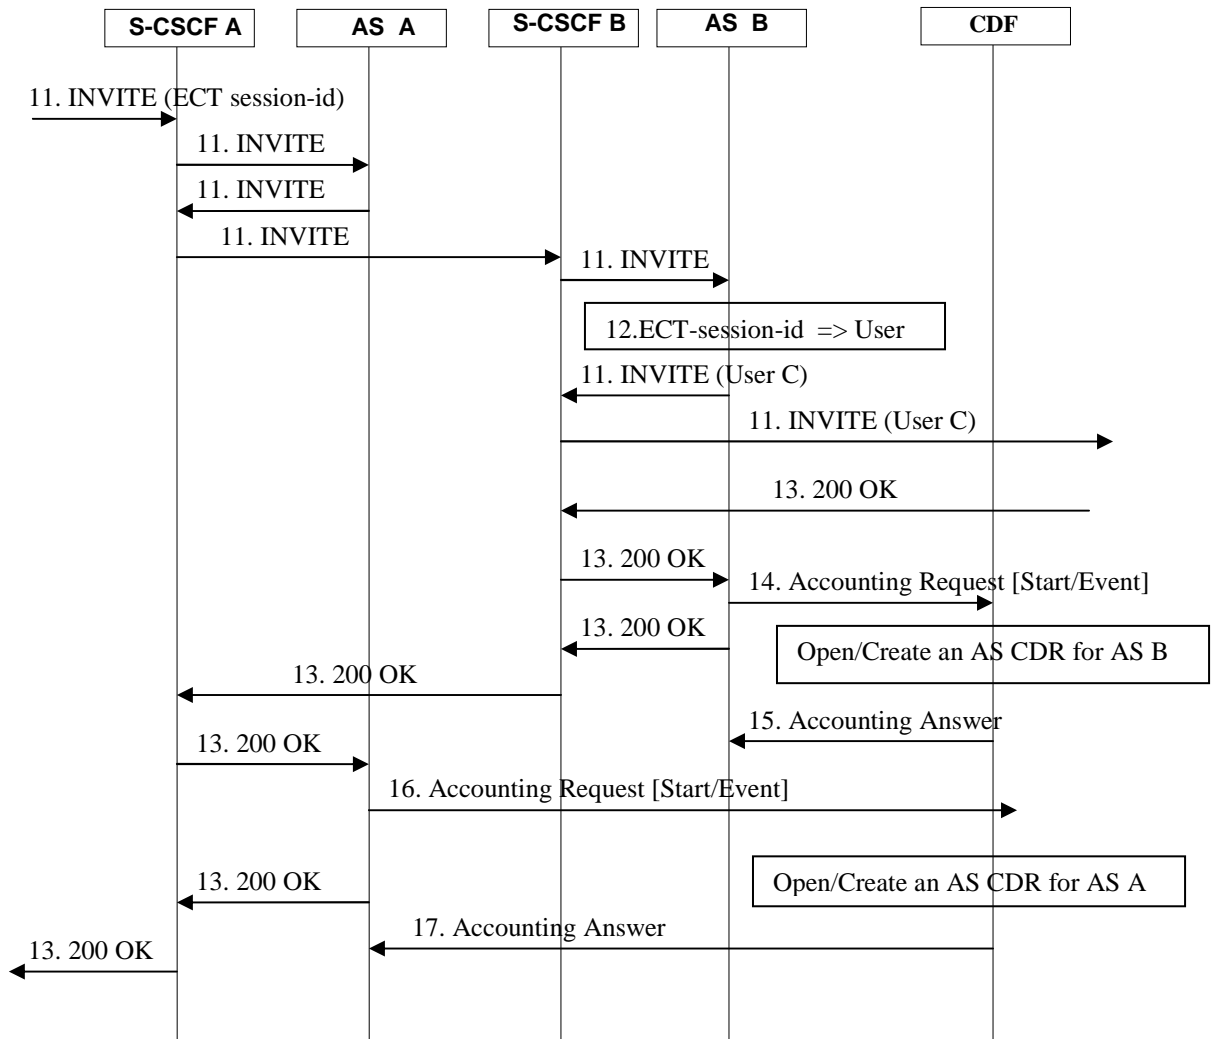 S-CSCF A
AS A
S-CSCF B
AS B
CDF
11. INVITE (ECT session-id)
11. INVITE
11. INVITE
11. INVITE
11. INVITE
12.ECT-session-id => User
11. INVITE (User C)
11. INVITE (User C)
13. 200 OK
13. 200 OK
14. Accounting Request [Start/Event]
13. 200 OK
Open/Create an AS CDR for AS B
13. 200 OK
15. Accounting Answer
13. 200 OK
16. Accounting Request [Start/Event]
13. 200 OK
Open/Create an AS CDR for AS A
17. Accounting Answer
13. 200 OK